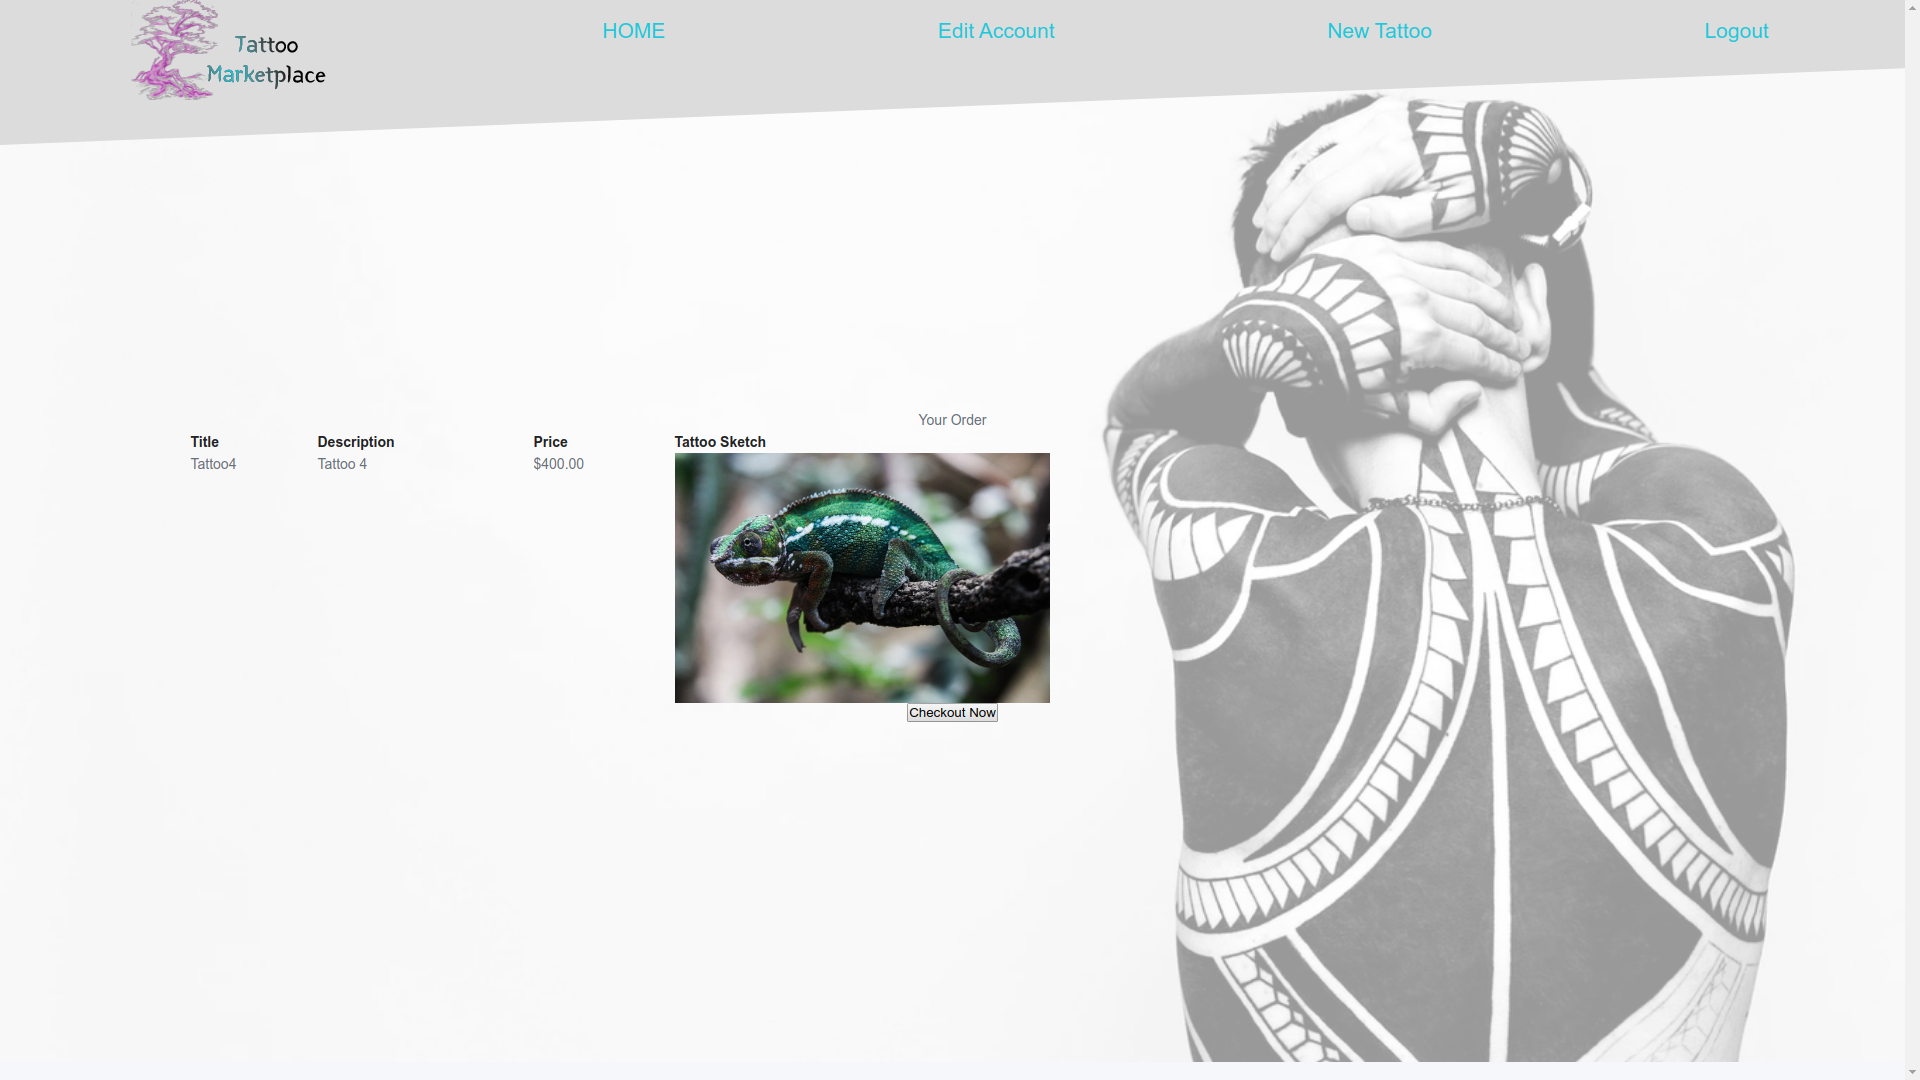 Tattoo
Marketplace
HOME
Edit Account
New Tattoo
Logout
Your Order
Title
Description
Price
Tattoo Sketch
Tattoo4
Tattoo 4
$400.00
Checkout Now